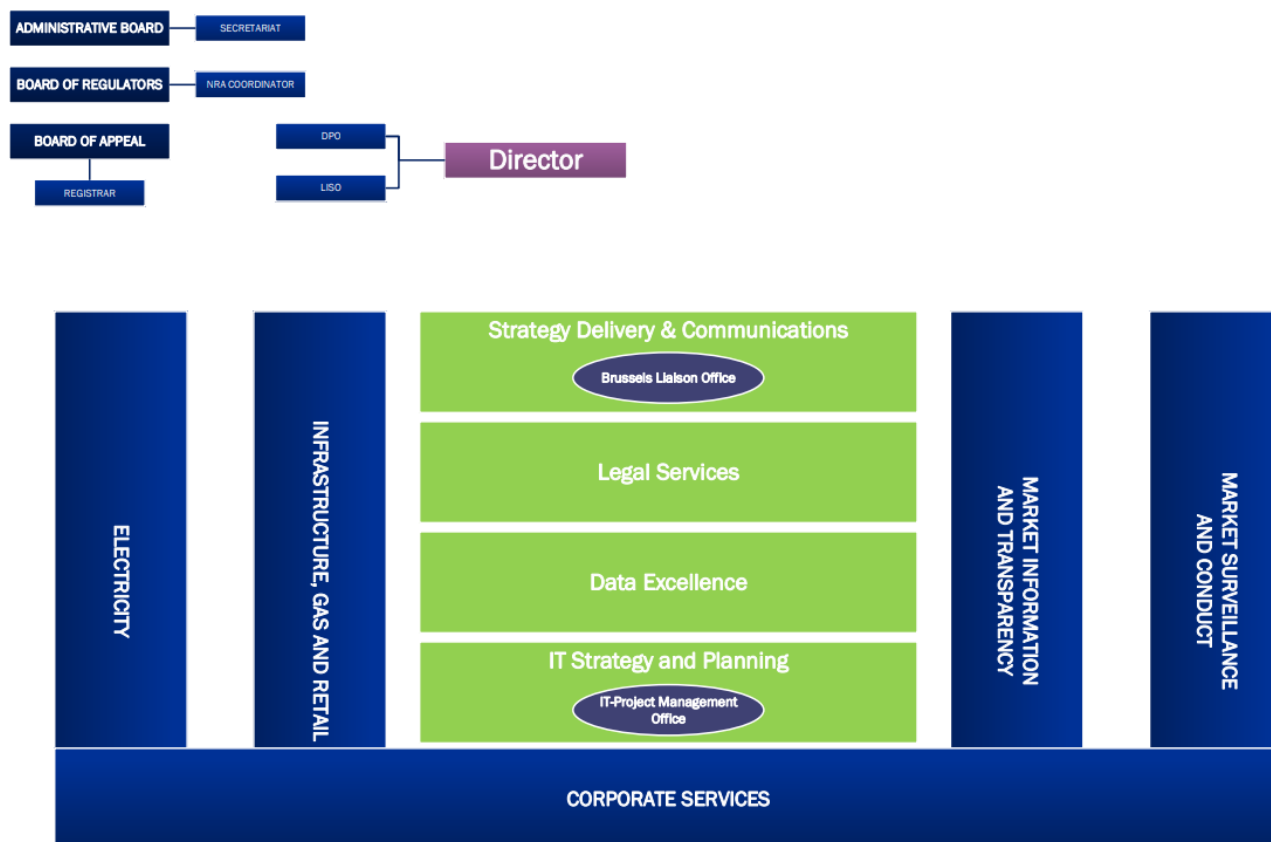 ADMINISTRATIVE BOARD
SECRETARIAT
BOARD OF REGULATORS
NRA COORDINATOR
BOARD OF APPEAL
REGISTRAR
DPO
LISO
Director
ELECTRICITY
INFRASTRUCTURE, GAS AND RETAIL
Strategy Delivery & Communications
Brussels Liaison Office
Legal Services
Data Excellence
IT Strategy and Planning
IT-Project Management
Office
MARKET INFORMATION
AND TRANSPARENCY
MARKET SURVEILLANCE
AND CONDUCT
CORPORATE SERVICES